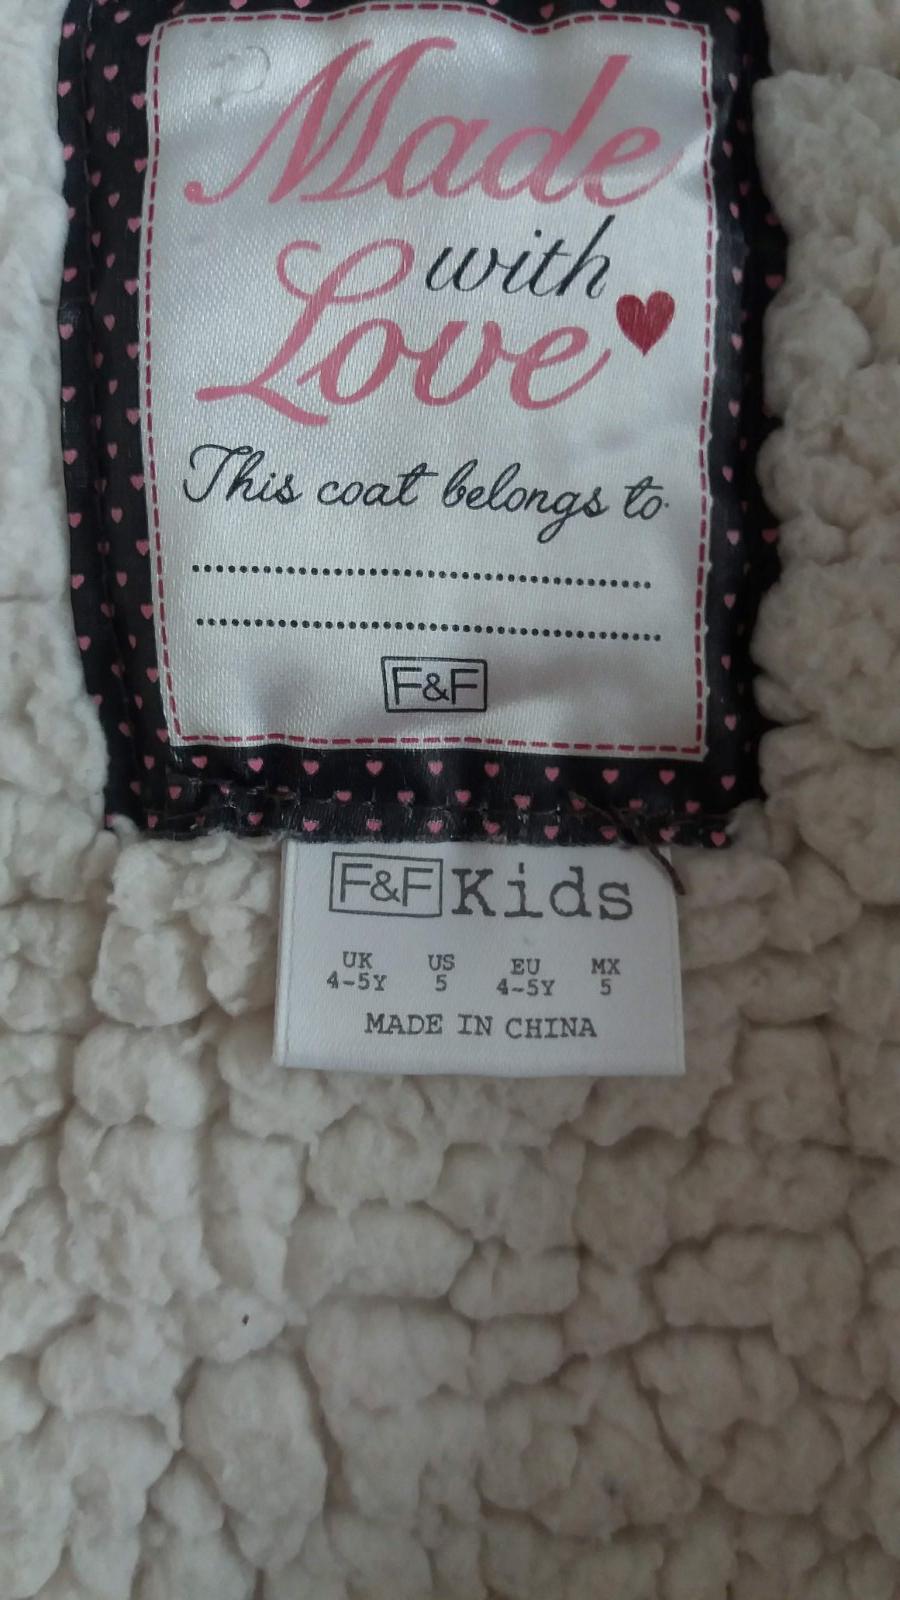 Made
with
Love
This coat belongs to
F&F
F&F Kids
UK US EU MX
4-5Y 5 4-5Y 5
MADE IN CHINA